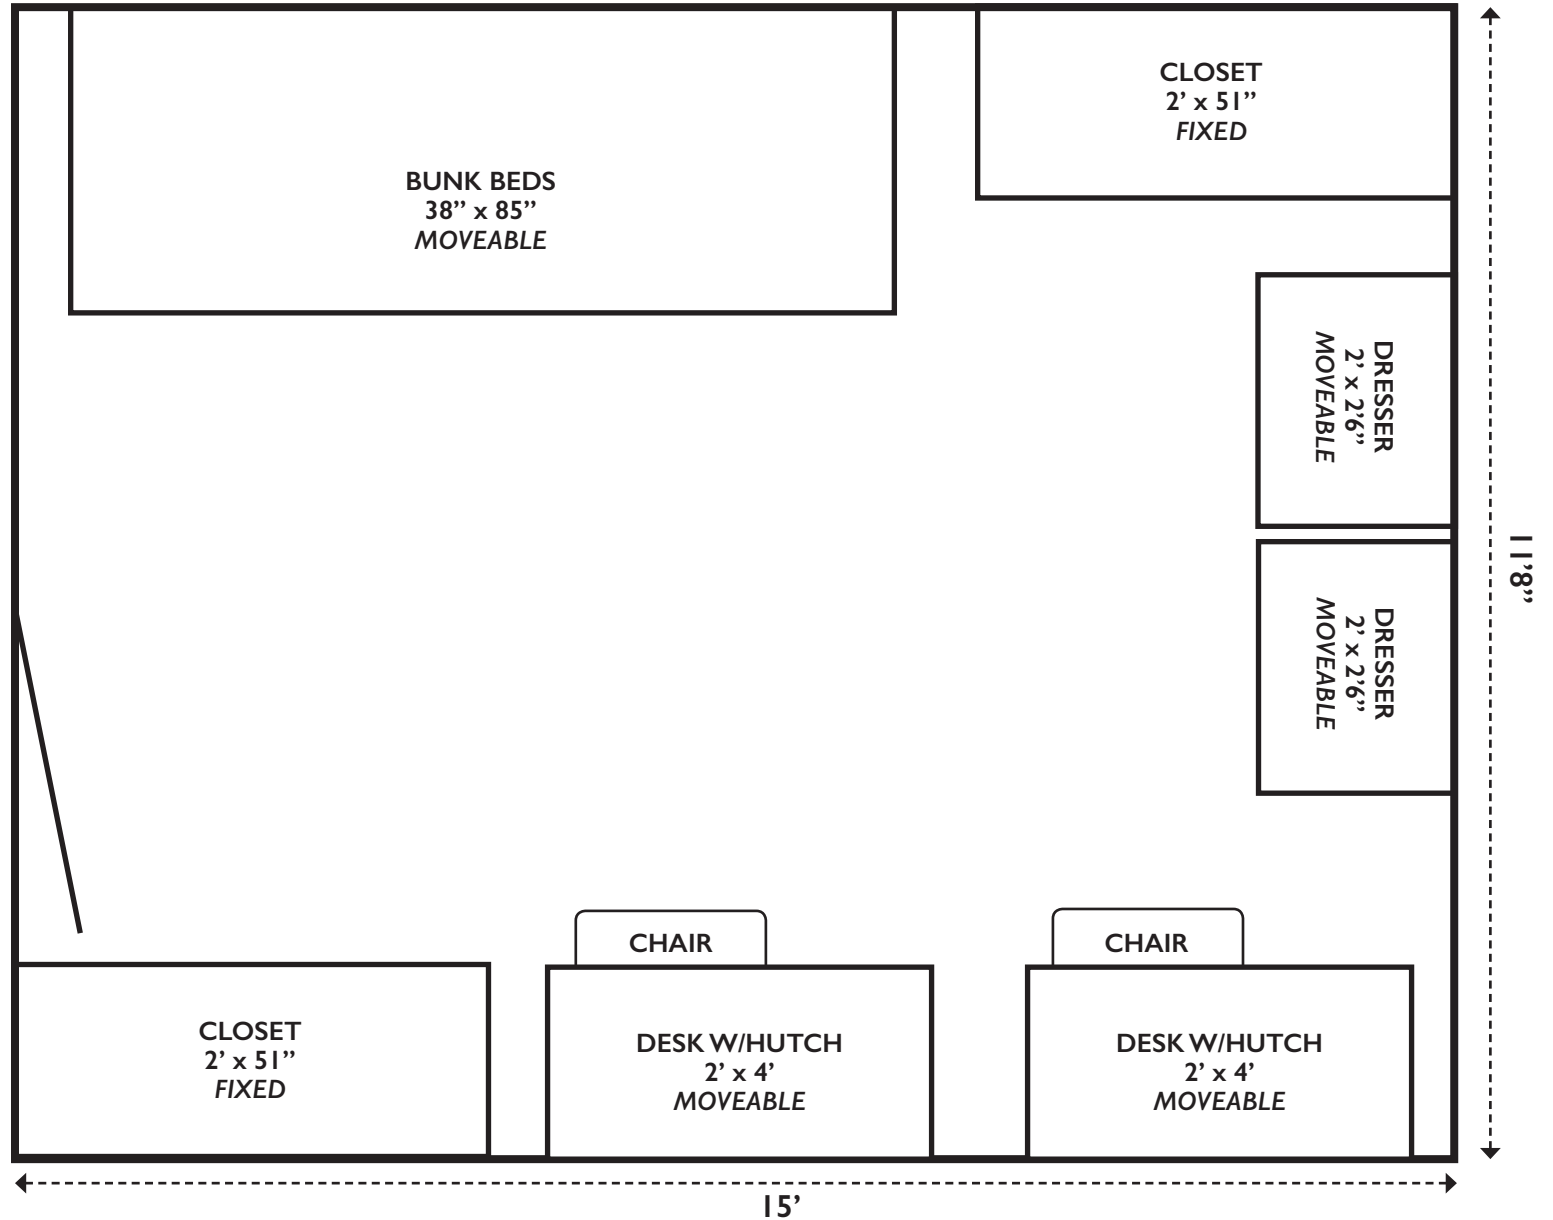 CLOSET
2’ x 51”
FIXED
BUNK BEDS
38” x 85”
MOVEABLE
DRESSER
2’ x 2’6”
MOVEABLE
11’8”
DRESSER
2’ x 2’6”
MOVEABLE
CHAIR
CHAIR
CLOSET
2’ x 51”
FIXED
DESK W/HUTCH
2’ x 4’
MOVEABLE
DESK W/HUTCH
2’ x 4’
MOVEABLE
15’